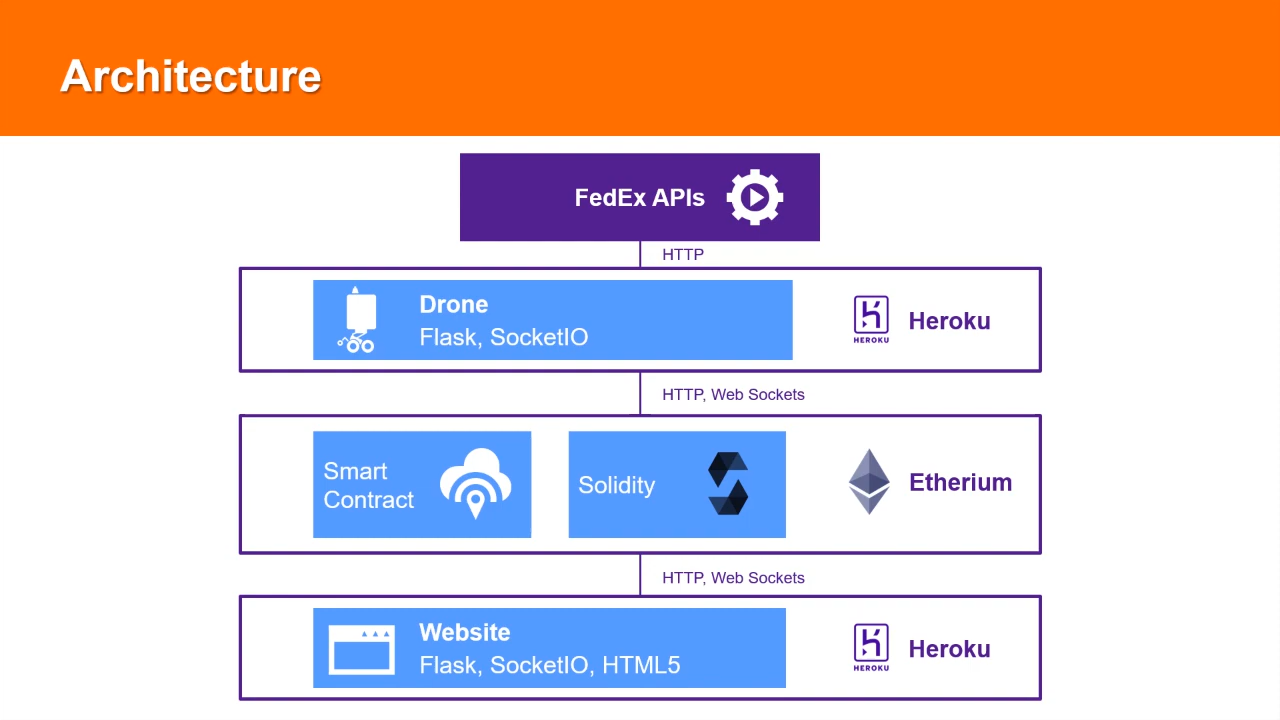 Architecture
FedEx APIs
HTTP
Drone
Flask, SocketIO
HEROKU
Heroku
HTTP, Web Sockets
Smart
Contract
Solidity
Etherium
HTTP, Web Sockets
Website
Flask, SocketIO, HTML5
HEROKU
Heroku